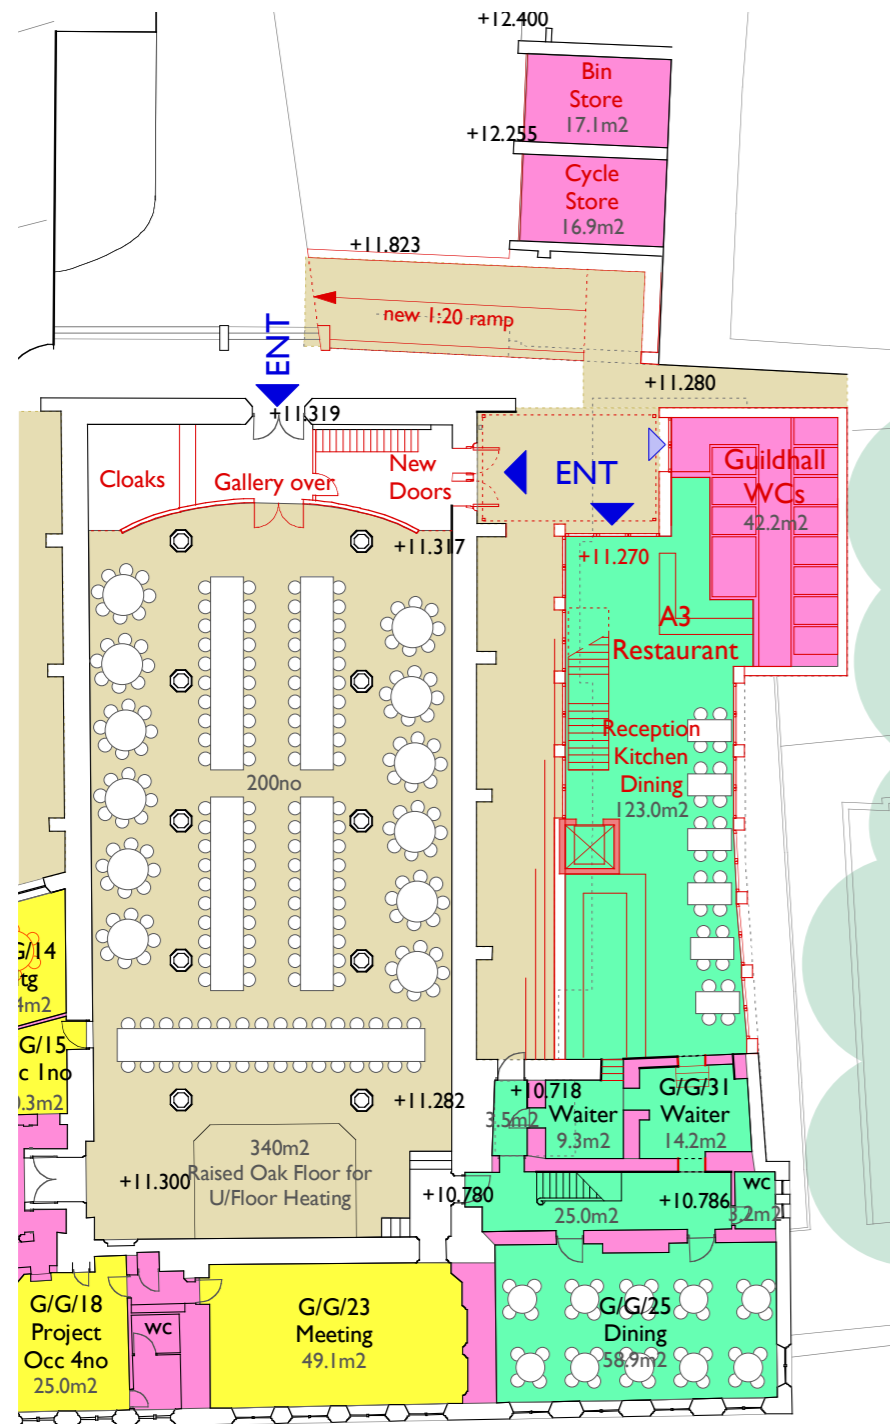 +12.400
Bin
Store
17.1m2
+12.255
Cycle
Store
16.9m2
+11.823
new 1:20 ramp
ENT
+11.280
+11.319
Cloaks
Gallery over
New
Doors
ENT
Guildhall
WCs
42.2m2
+11.317
+11.270
A3
Restaurant
Reception
Kitchen
Dining
123.0m2
200no
G/14
tg
4m2
G/15
c 1no
0.3m2
+11.282
+10.718
3.5m2
Waiter
9.3m2
G/G/31
Waiter
14.2m2
340m2
Raised Oak Floor for
U/Floor Heating
+11.300
+10.780
25.0m2
+10.786
WC
3.2m2
G/G/18
Project
Occ 4no
25.0m2
WC
G/G/23
Meeting
49.1m2
G/G/25
Dining
58.9m2